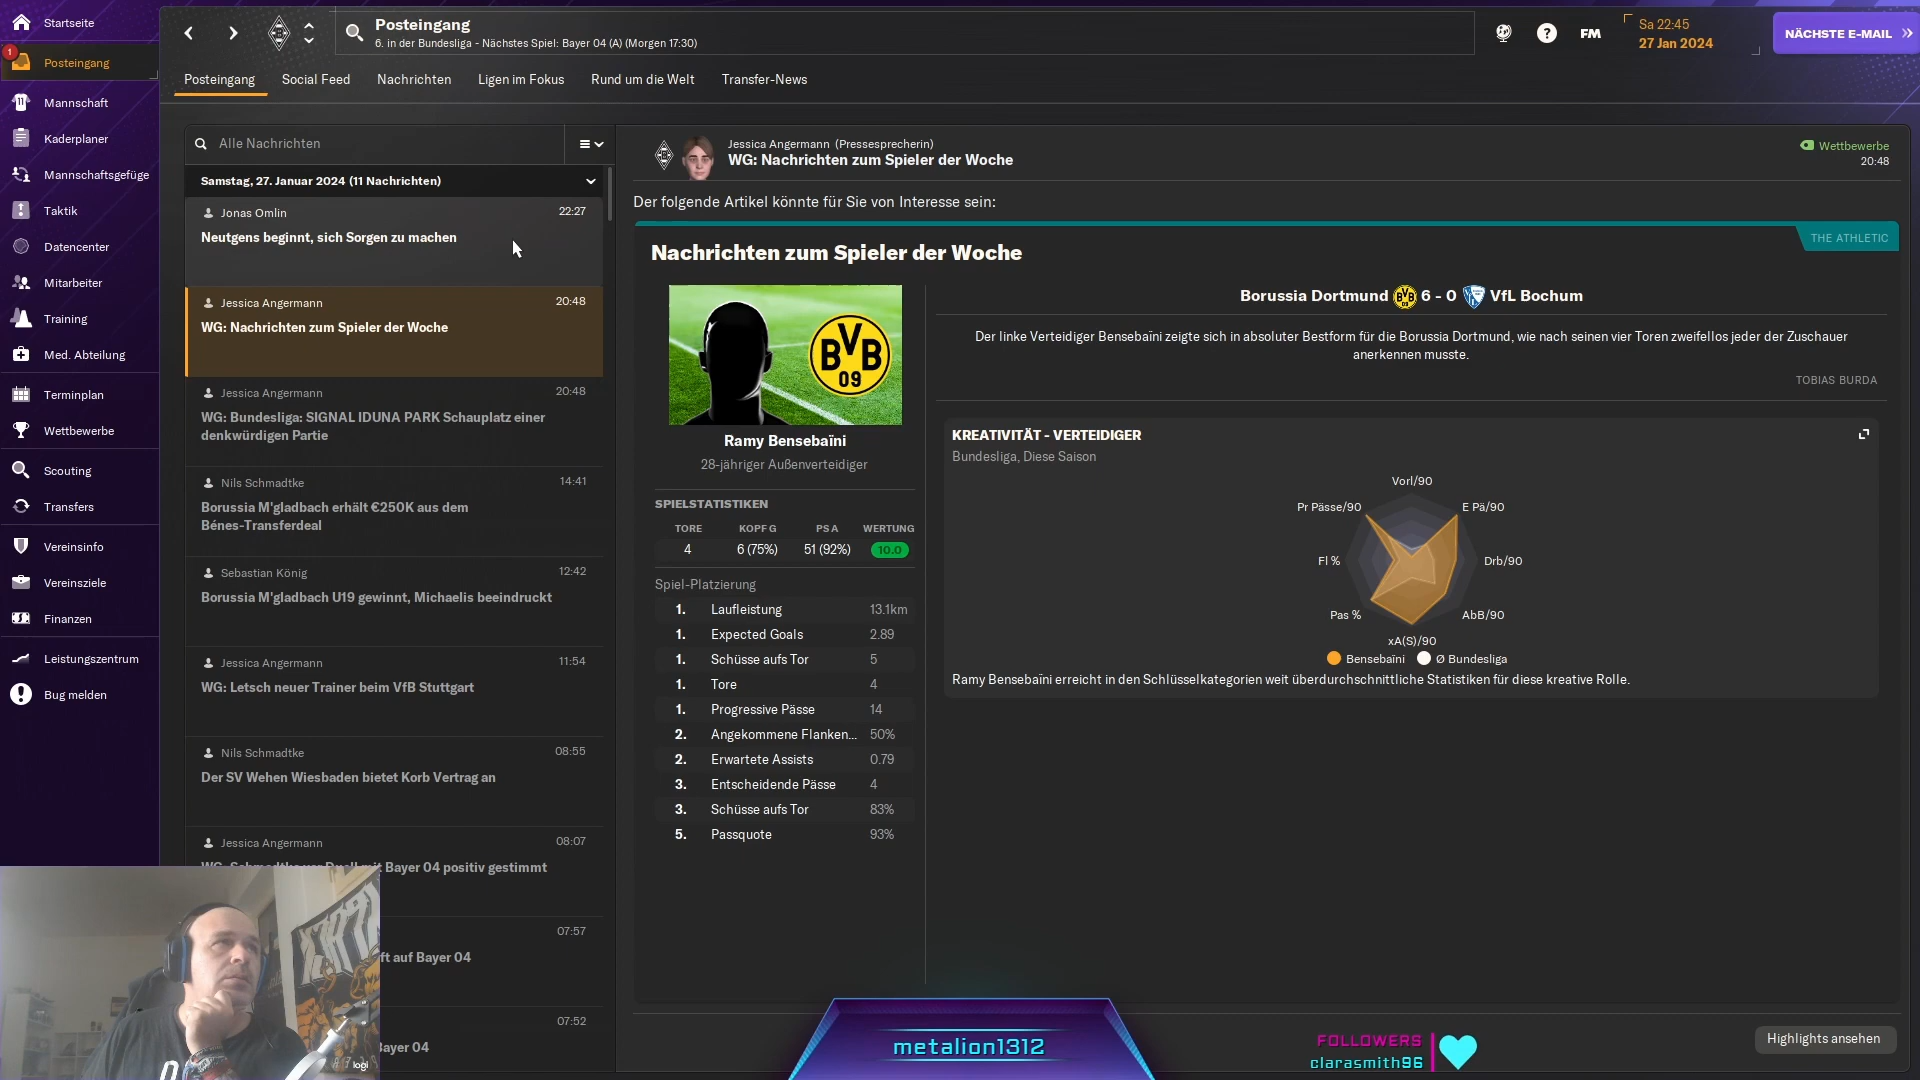 Startseite
1
Posteingang
Mannschaft
Kaderplaner
Mannschaftsgefüge
Taktik
Datencenter
Mitarbeiter
Training
Med. Abteilung
Terminplan
Wettbewerbe
Scouting
Transfers
Vereinsinfo
Vereinsziele
Finanzen
Leistungszentrum
Bug melden
Posteingang
6. in der Bundesliga - Nächstes Spiel: Bayer 04 (A) (Morgen 17:30)
FM
Sa 22:45
27 Jan 2024
NÄCHSTE E-MAIL
Posteingang Social Feed Nachrichten Ligen im Fokus Rund um die Welt Transfer-News
Alle Nachrichten
Samstag, 27. Januar 2024 (11 Nachrichten)
Jonas Omlin 22:27
Neutgens beginnt, sich Sorgen zu machen
Jessica Angermann 20:48
WG: Nachrichten zum Spieler der Woche
Jessica Angermann 20:48
WG: Bundesliga: SIGNAL IDUNA PARK Schauplatz einer
denkwürdigen Partie
Nils Schmadtke 14:41
Borussia M'gladbach erhält €250K aus dem
Bénes-Transferdeal
Sebastian König 12:42
Borussia M'gladbach U19 gewinnt, Michaelis beeindruckt
Jessica Angermann 11:54
WG: Letsch neuer Trainer beim VfB Stuttgart
Nils Schmadtke 08:55
Der SV Wehen Wiesbaden bietet Korb Vertrag an
Jessica Angermann 08:07
Bayer 04 positiv gestimmt
07:57
ft auf Bayer 04
07:52
Bayer 04
logi
Jessica Angermann (Pressesprecherin)
WG: Nachrichten zum Spieler der Woche
Wettbewerbe
20:48
Der folgende Artikel könnte für Sie von Interesse sein:
THE ATHLETIC
Nachrichten zum Spieler der Woche
BVB
09
Ramy Bensebaïni
28-jähriger Außenverteidiger
SPIELSTATISTIKEN
TORE KOPF G PS A WERTUNG
4 6 (75%) 51 (92%) 10.0
Spiel-Platzierung
1. Laufleistung 13.1km
1. Expected Goals 2.89
1. Schüsse aufs Tor 5
1. Tore 4
1. Progressive Pässe 14
2. Angekommene Flanken... 50%
2. Erwartete Assists 0.79
3. Entscheidende Pässe 4
3. Schüsse aufs Tor 83%
5. Passquote 93%
Borussia Dortmund 6 - 0 VfL Bochum
Der linke Verteidiger Bensebaïni zeigte sich in absoluter Bestform für die Borussia Dortmund, wie nach seinen vier Toren zweifellos jeder der Zuschauer
anerkennen musste.
TOBIAS BURDA
KREATIVITÄT - VERTEIDIGER
Bundesliga, Diese Saison
Vorl/90
Pr Pässe/90 E Pä/90
Fl % Drb/90
Pas % AbB/90
xA(S)/90
Bensebaïni Ø Bundesliga
Ramy Bensebaïni erreicht in den Schlüsselkategorien weit überdurchschnittliche Statistiken für diese kreative Rolle.
Highlights ansehen
metalion1312
FOLLOWERS
clarasmith96